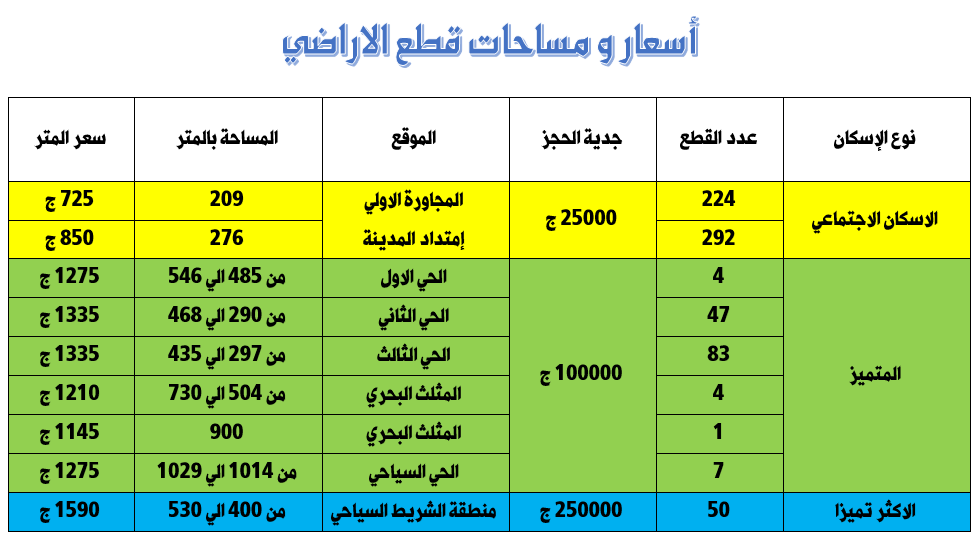 أسعار و مساحات قطع الاراضي
نوع الإسكان عدد القطع جدية الحجز الموقع المساحة بالمتر سعر المتر
الاسكان الاجتماعي 224 25000 ج المجاورة الاولي 209 725 ج
292 إمتداد المدينة 276 850 ج
المتميز 4 100000 ج الحي الاول من 485 الي 546 1275 ج
47 الحي الثاني من 290 الي 468 1335 ج
83 الحي الثالث من 297 الي 435 1335 ج
4 المثلث البحري من 504 الي 730 1210 ج
1 المثلث البحري 900 1145 ج
7 الحي السياحي من 1014 الي 1029 1275 ج
الاكثر تميزا 50 250000 ج منطقة الشريط السياحي من 400 الي 530 1590 ج